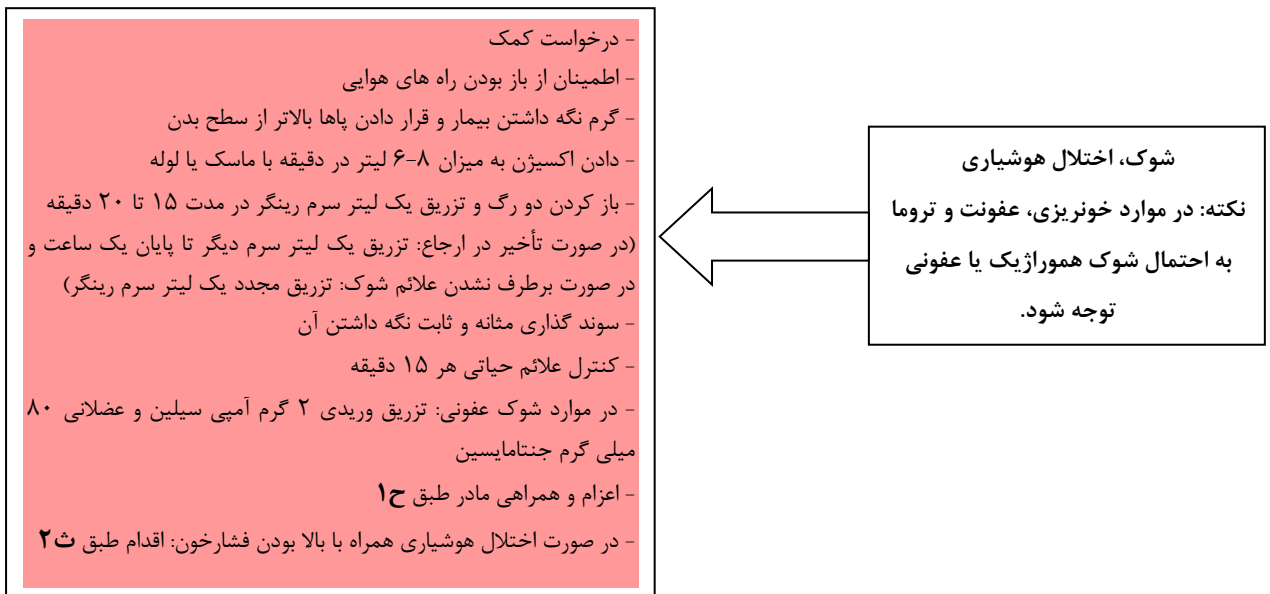 شوک، اختلال هوشیاری
نکته: در موارد خونریزی، عفونت و تروما
به احتمال شوک هموراژیک یا عفونی
توجه شود.
- درخواست کمک
- اطمینان از باز بودن راه های هوایی
- گرم نگه داشتن بیمار و قرار دادن پاها بالاتر از سطح بدن
- دادن اکسیژن به میزان ۸-۶ لیتر در دقیقه با ماسک یا لوله
- باز کردن دو رگ و تزریق یک لیتر سرم رینگر در مدت ۱۵ تا ۲۰ دقیقه
(در صورت تأخیر در ارجاع: تزریق یک لیتر سرم دیگر تا پایان یک ساعت و
در صورت برطرف نشدن علائم شوک: تزریق مجدد یک لیتر سرم رینگر)
- سوند گذاری مثانه و ثابت نگه داشتن آن
- کنترل علائم حیاتی هر ۱۵ دقیقه
- در موارد شوک عفونی: تزریق وریدی ۲ گرم آمپی سیلین و عضلانی ۸۰
میلی گرم جنتامایسین
- اعزام و همراهی مادر طبق ح۱
- در صورت اختلال هوشیاری همراه با بالا بودن فشارخون: اقدام طبق ث۲